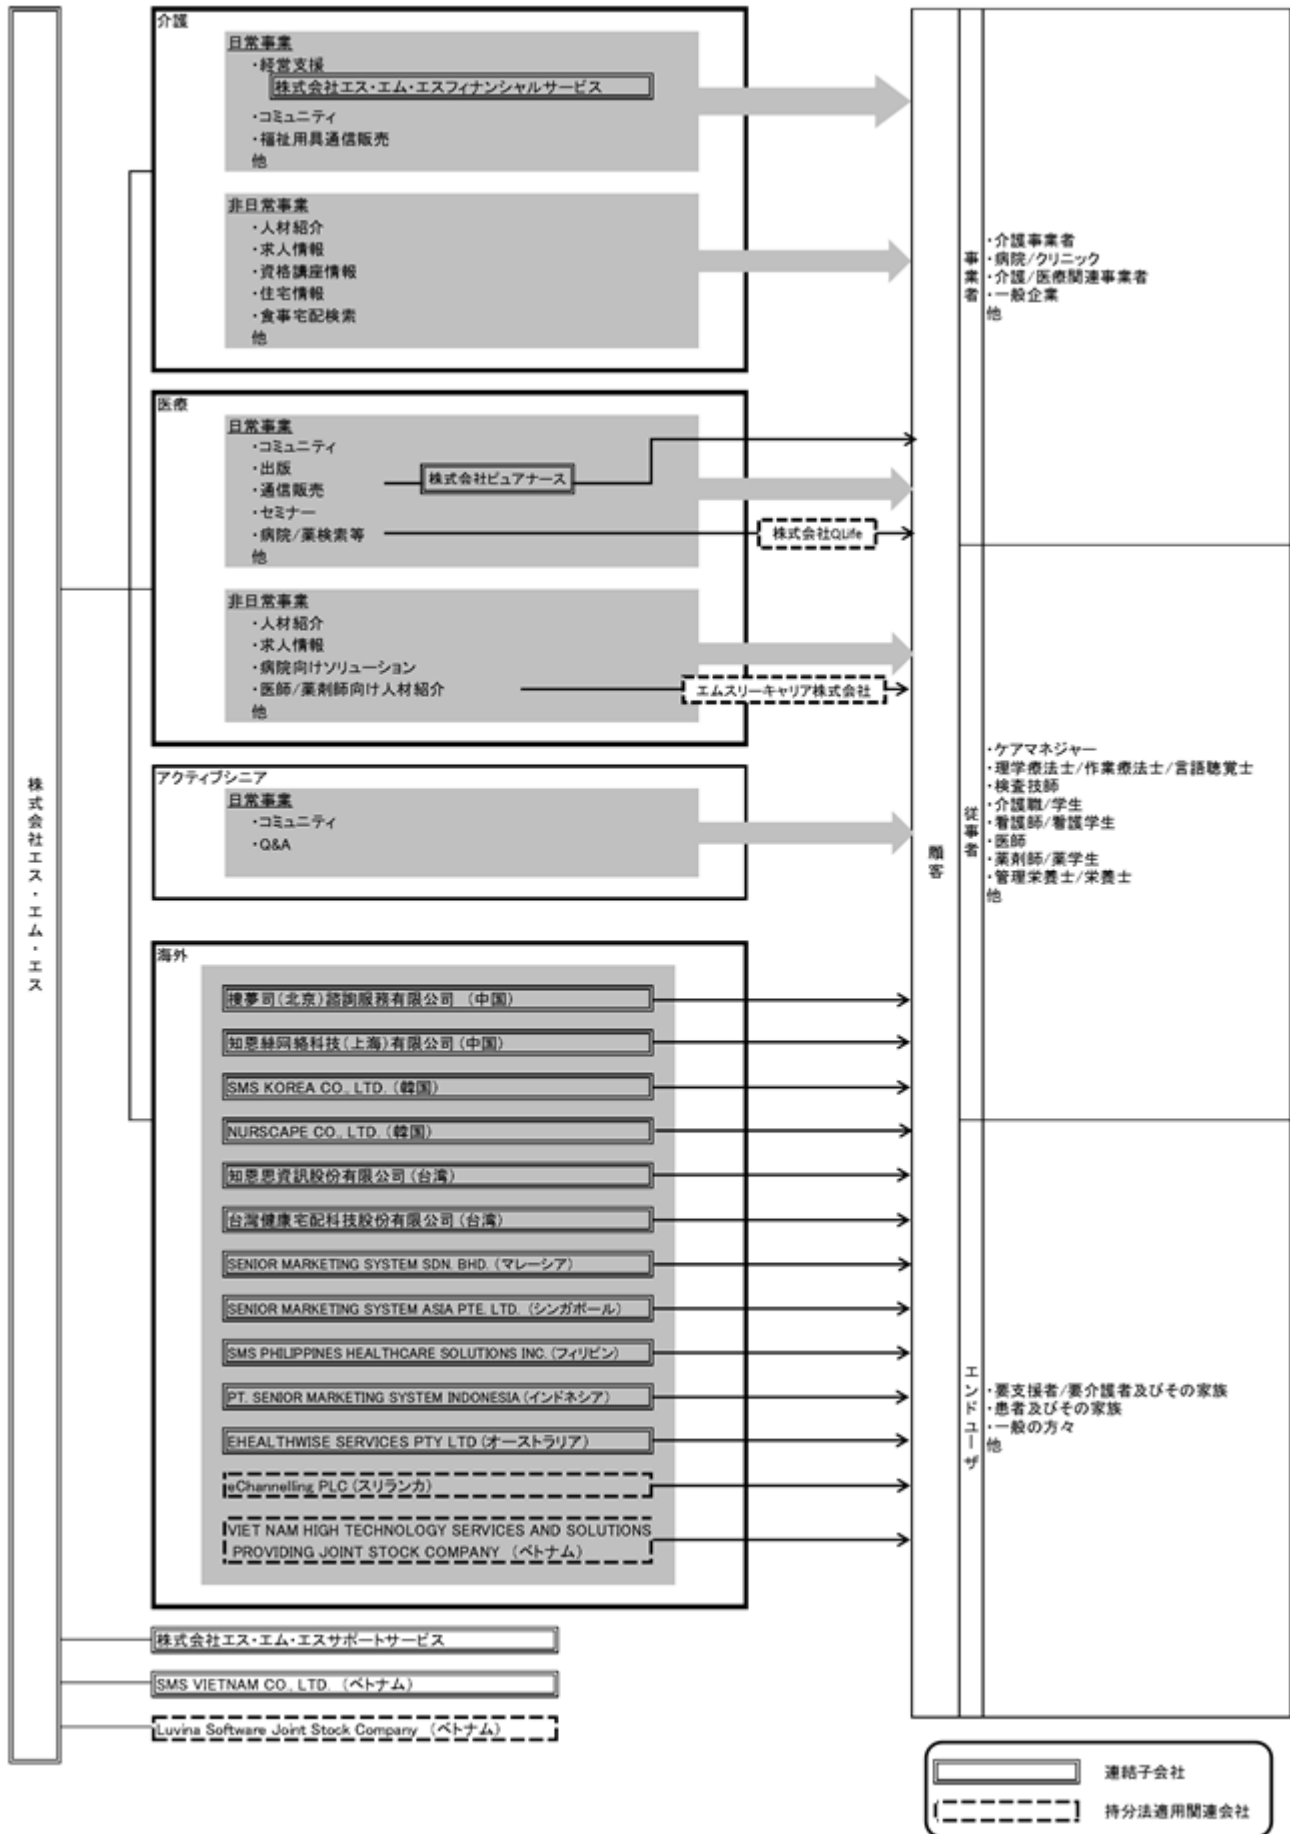 株式会社エス・エム・エス
介護
日常事業
・経営支援
株式会社エス・エム・エスフィナンシャルサービス
・コミュニティ
・福祉用具通信販売
他
非日常事業
・人材紹介
・求人情報
・資格講座情報
・住宅情報
・食事宅配検索
他
医療
日常事業
・コミュニティ
・出版
・通信販売
株式会社ピュアナース
・セミナー
・病院/薬検索等
株式会社QLife
他
非日常事業
・人材紹介
・求人情報
・病院向けソリューション
・医師/薬剤師向け人材紹介
エムスリーキャリア株式会社
他
アクティブシニア
日常事業
・コミュニティ
・Q&A
海外
捜夢司(北京)諮詢服務有限公司 (中国)
知恩絲网絡科技(上海)有限公司(中国)
SMS KOREA CO., LTD. (韓国)
NURSCAPE CO., LTD. (韓国)
知恩思資訊股份有限公司(台湾)
台灣健康宅配科技股份有限公司(台湾)
SENIOR MARKETING SYSTEM SDN. BHD. (マレーシア)
SENIOR MARKETING SYSTEM ASIA PTE. LTD. (シンガポール)
SMS PHILIPPINES HEALTHCARE SOLUTIONS INC. (フィリピン)
PT. SENIOR MARKETING SYSTEM INDONESIA (インドネシア)
EHEALTHWISE SERVICES PTY LTD (オーストラリア)
eChannelling PLC (スリランカ)
VIET NAM HIGH TECHNOLOGY SERVICES AND SOLUTIONS
PROVIDING JOINT STOCK COMPANY (ベトナム)
株式会社エス・エム・エスサポートサービス
SMS VIETNAM CO., LTD. (ベトナム)
Luvina Software Joint Stock Company (ベトナム)
顧客
事業者
・介護事業者
・病院/クリニック
・介護/医療関連事業者
・一般企業
他
従事者
・ケアマネジャー
・理学療法士/作業療法士/言語聴覚士
・検査技師
・介護職/学生
・看護師/看護学生
・医師
・薬剤師/薬学生
・管理栄養士/栄養士
他
エンドユーザ
・要支援者/要介護者及びその家族
・患者及びその家族
・一般の方々
他
連結子会社
持分法適用関連会社